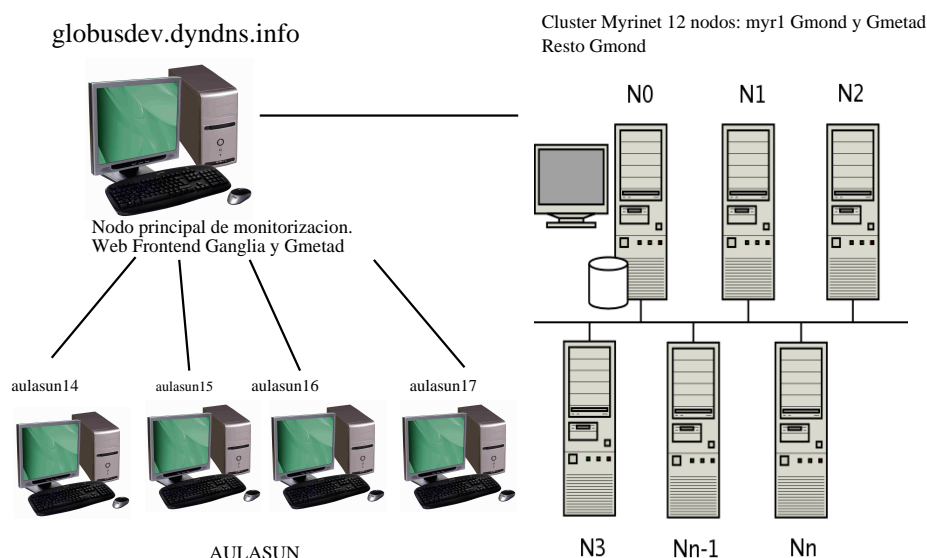 globusdev.dyndns.info
Nodo principal de monitorizacion.
Web Frontend Ganglia y Gmetad
aulasun14
aulasun15
aulasun16
aulasun17
AULASUN
Cluster Myrinet 12 nodos: myr1 Gmond y Gmetad
Resto Gmond
N0
N1
N2
N3
Nn-1
Nn